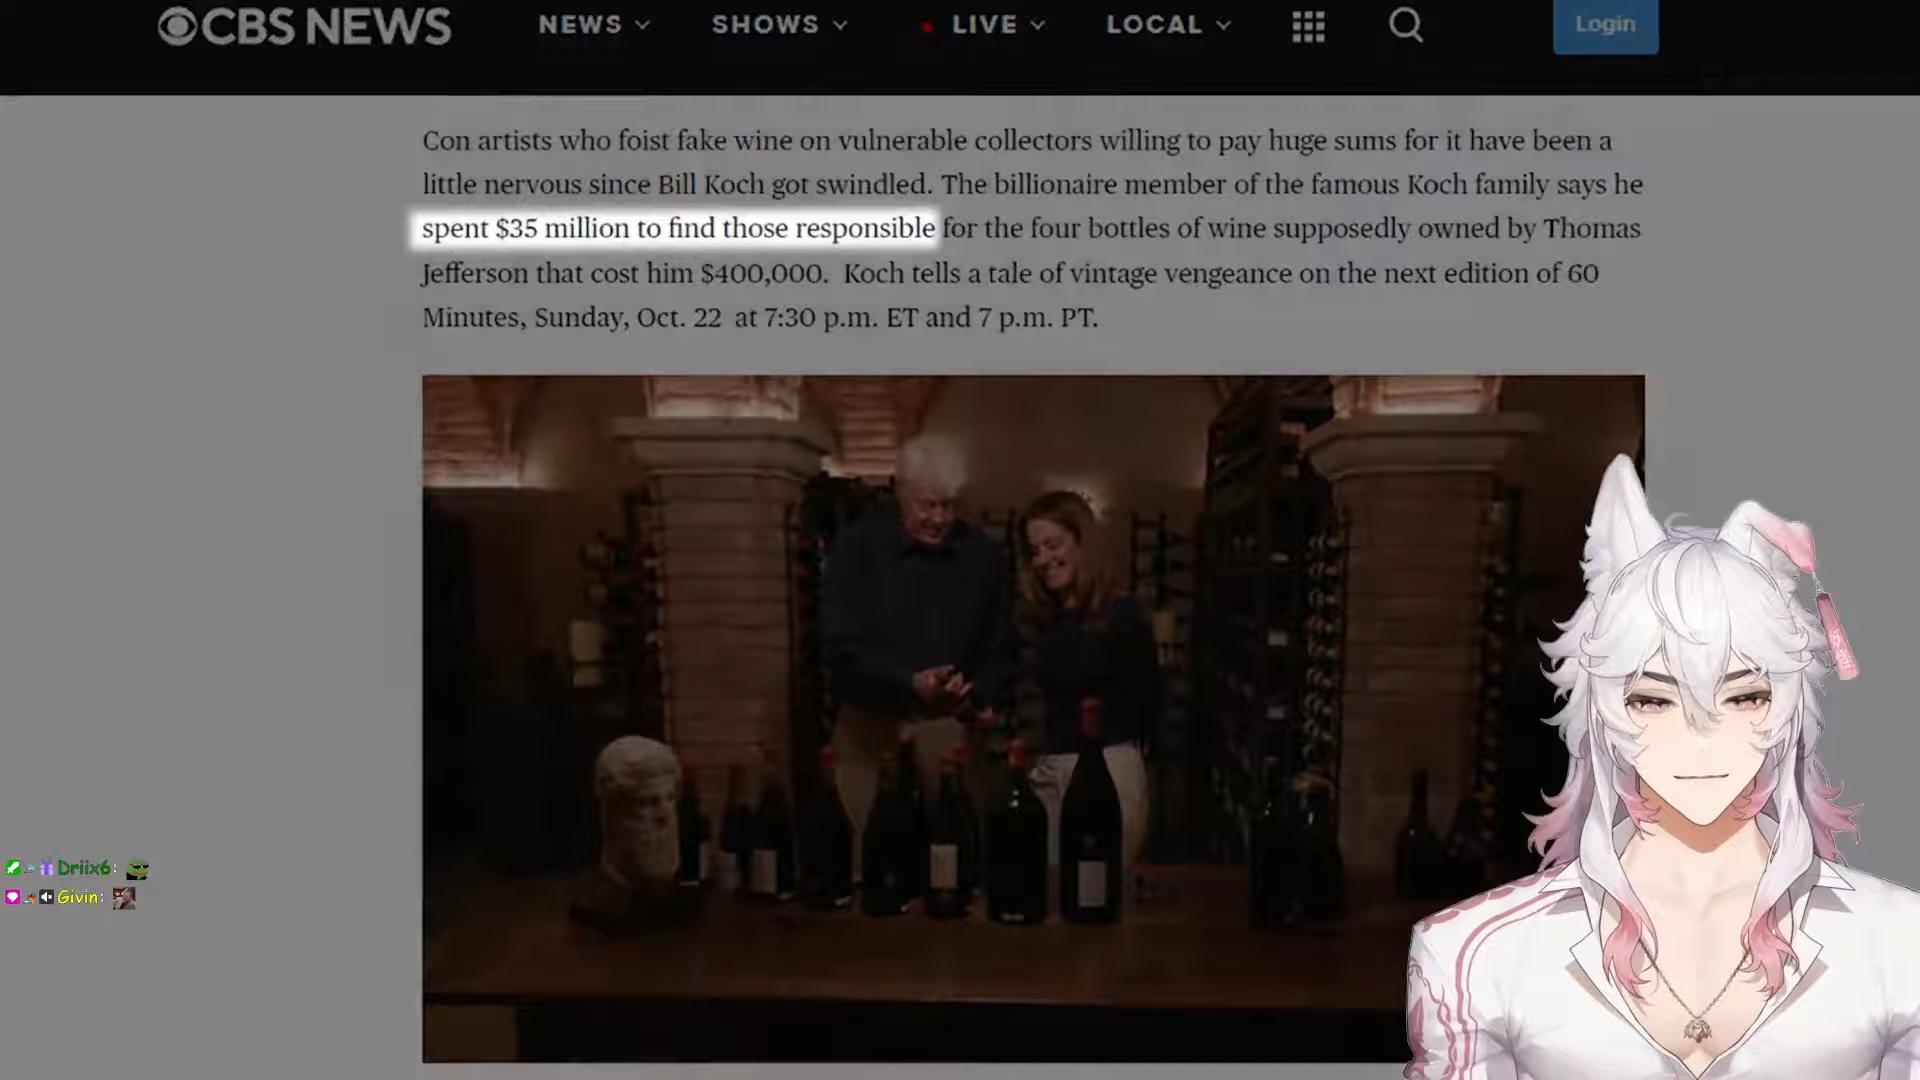 CBS NEWS
NEWS
SHOWS
LIVE
LOCAL
Login
Con artists who foist fake wine on vulnerable collectors willing to pay huge sums for it have been a
little nervous since Bill Koch got swindled. The billionaire member of the famous Koch family says he
spent $35 million to find those responsible for the four bottles of wine supposedly owned by Thomas
Jefferson that cost him $400,000.  Koch tells a tale of vintage vengeance on the next edition of 60
Minutes, Sunday, Oct. 22  at 7:30 p.m. ET and 7 p.m. PT.
Driix6:
Givin: